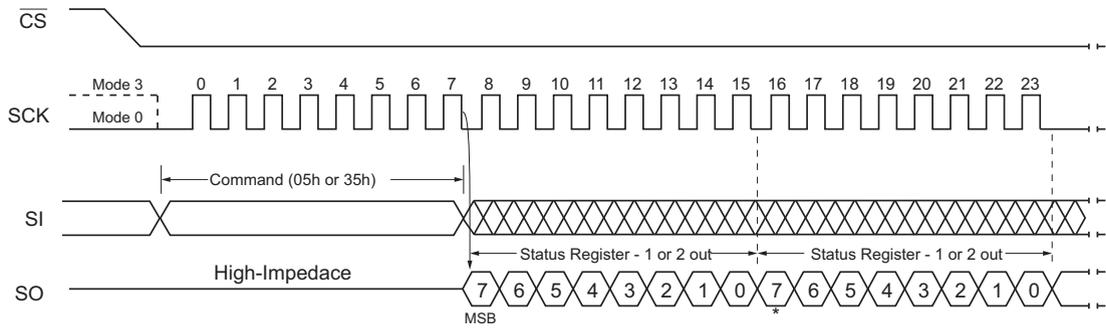 CS
Mode 3
0 1 2 3 4 5 6 7 8 9 10 11 12 13 14 15 16 17 18 19 20 21 22 23
SCK
Mode 0
Command (05h or 35h)
SI
Status Register - 1 or 2 out Status Register - 1 or 2 out
High-Impedace
SO
7 6 5 4 3 2 1 0 7 6 5 4 3 2 1 0
MSB *